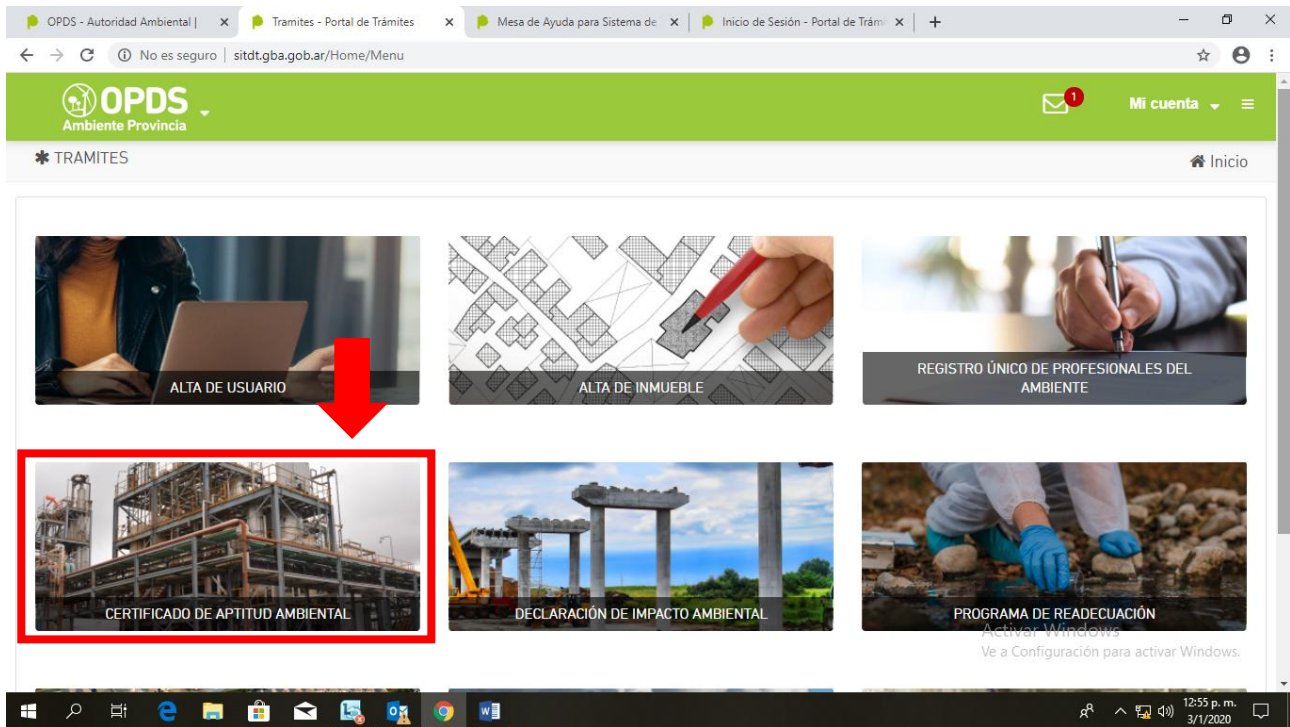 OPDS - Autoridad Ambiental |
Tramites - Portal de Trámites
Mesa de Ayuda para Sistema de
Inicio de Sesión - Portal de Trámi
No es seguro | sitdt.gba.gob.ar/Home/Menu
OPDS
Ambiente Provincia
1
Mi cuenta
TRAMITES
Inicio
ALTA DE USUARIO
ALTA DE INMUEBLE
REGISTRO ÚNICO DE PROFESIONALES DEL
AMBIENTE
CERTIFICADO DE APTITUD AMBIENTAL
DECLARACIÓN DE IMPACTO AMBIENTAL
PROGRAMA DE READECUACIÓN
Activar Windows
Ve a Configuración para activar Windows.
12:55 p. m.
3/1/2020